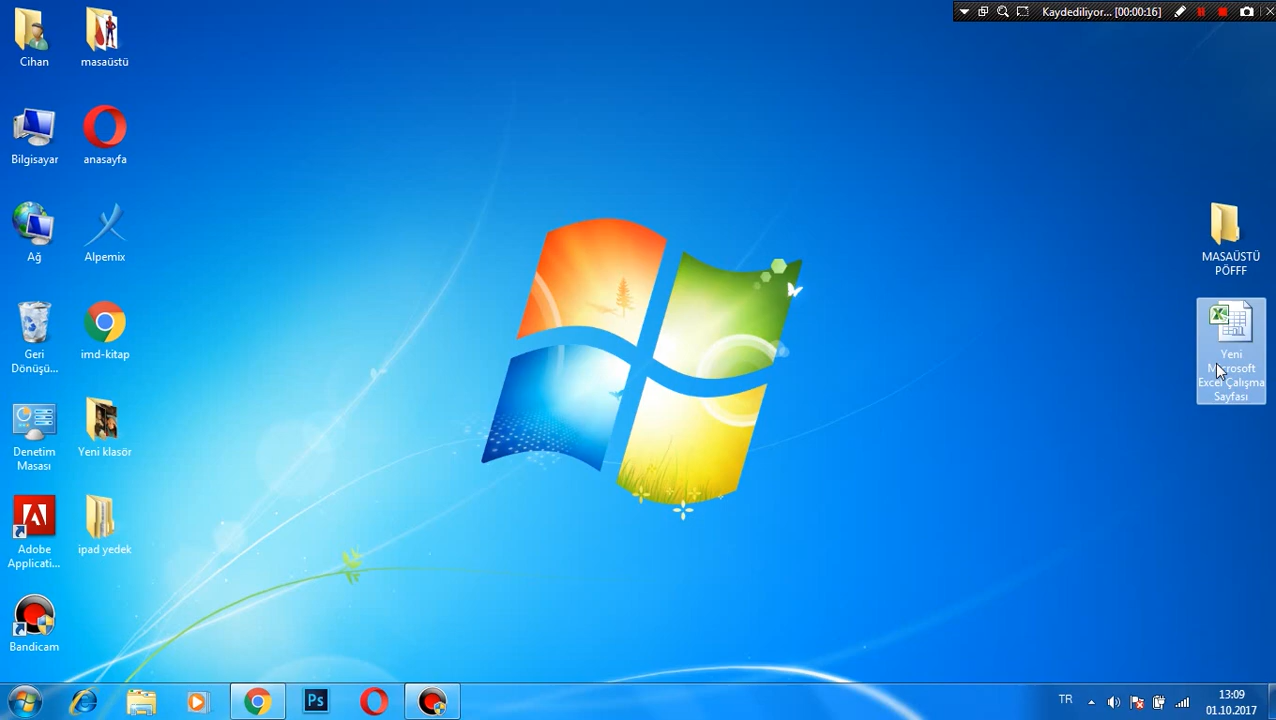 Kaydediliyor... [00:00:16]
Cihan
masaüstü
Bilgisayar
anasayfa
Ağ
Alpemix
Geri
Dönüşü...
imd-kitap
Denetim
Masası
Yeni klasör
Adobe
Applicati...
ipad yedek
Bandicam
MASAÜSTÜ
PÖFFF
Yeni
Microsoft
Excel Çalışma
Sayfası
Ps
TR
13:09
01.10.2017